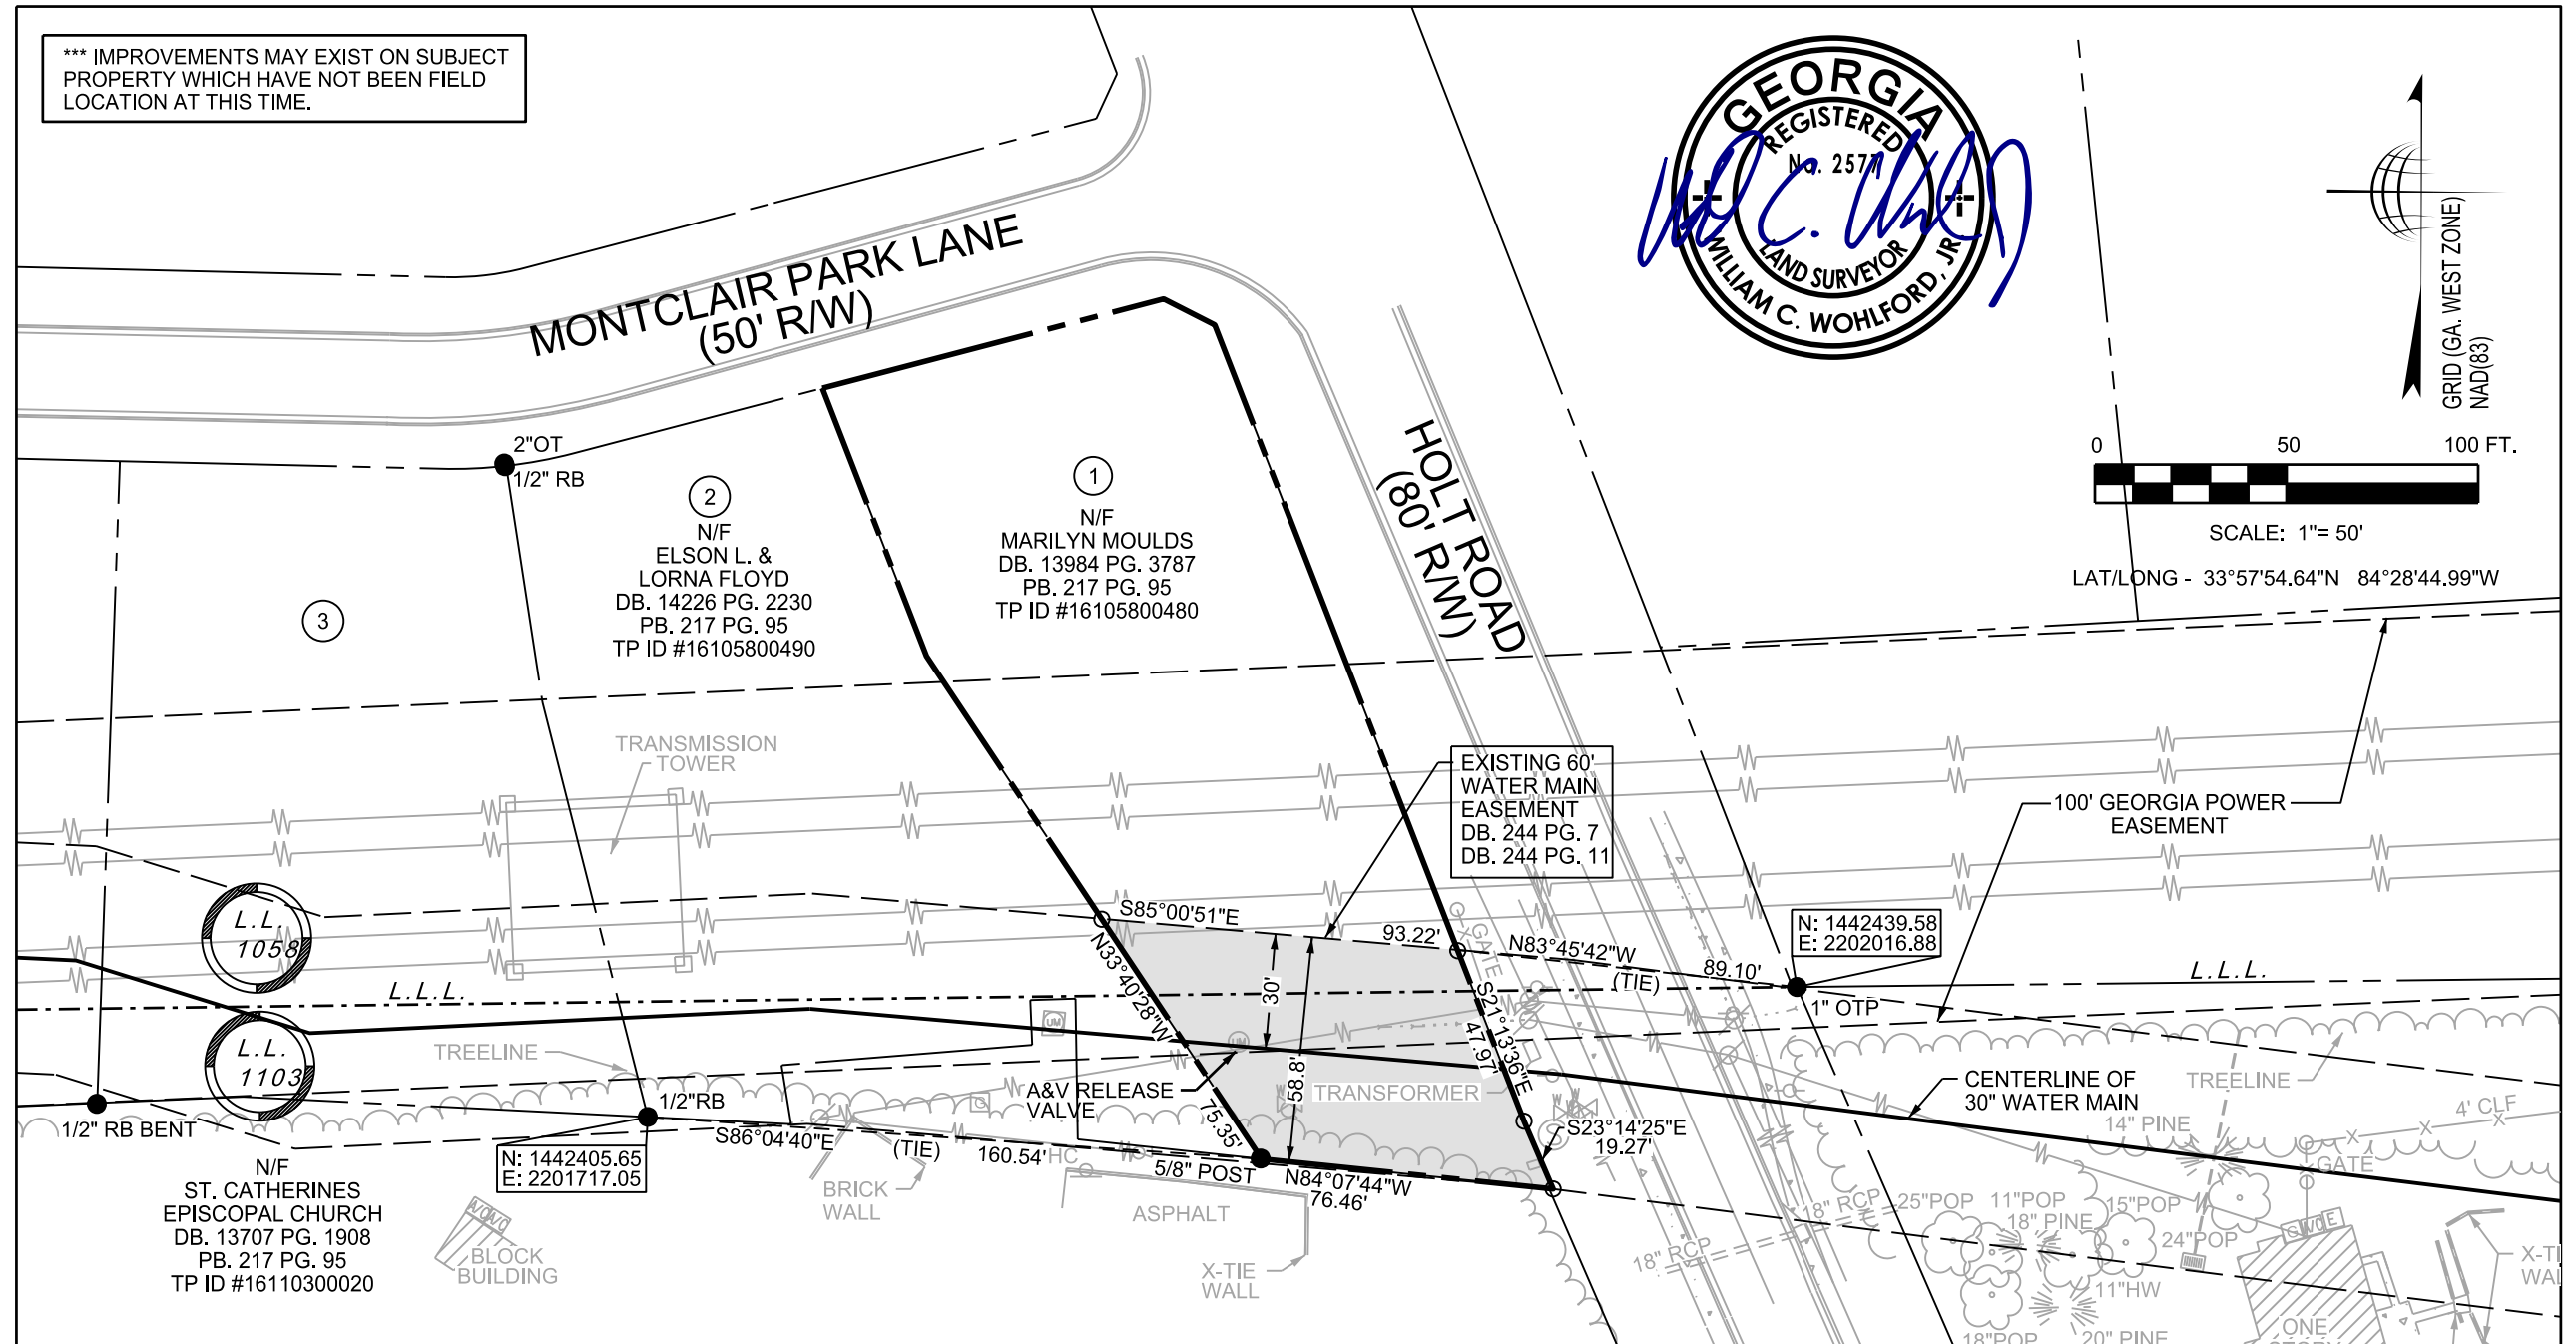 *** IMPROVEMENTS MAY EXIST ON SUBJECT
PROPERTY WHICH HAVE NOT BEEN FIELD
LOCATION AT THIS TIME.
GEORGIA
REGISTERED
No. 2577
LAND SURVEYOR
WILLIAM C. WOHLFORD, JR.
GRID (GA. WEST ZONE)
NAD(83)
MONTCLAIR PARK LANE
(50' R/W)
HOLT ROAD
(80' R/W)
0 50 100 FT.
SCALE: 1"= 50'
LAT/LONG - 33°57'54.64"N 84°28'44.99"W
2"OT
1/2" RB
2
N/F
ELSON L. &
LORNA FLOYD
DB. 14226 PG. 2230
PB. 217 PG. 95
TP ID #16105800490
1
N/F
MARILYN MOULDS
DB. 13984 PG. 3787
PB. 217 PG. 95
TP ID #16105800480
3
TRANSMISSION
TOWER
EXISTING 60'
WATER MAIN
EASEMENT
DB. 244 PG. 7
DB. 244 PG. 11
100' GEORGIA POWER
EASEMENT
L.L.
1058
L.L.L.
S85°00'51"E
93.22'
N83°45'42"W
89.10'
(TIE)
GATE
N: 1442439.58
E: 2202016.88
L.L.L.
1" OTP
N33°40'28"W
75.35'
30'
58.8'
S21°13'36"E
47.97'
L.L.
1103
TREELINE
UM
UM
A&V RELEASE
VALVE
TRANSFORMER
W
W
W
CENTERLINE OF
30" WATER MAIN
TREELINE
4' CLF
1/2" RB BENT
1/2"RB
S86°04'40"E
(TIE)
160.54'
HC
5/8" POST
N84°07'44"W
76.46'
S23°14'25"E
19.27'
14" PINE
GATE
N: 1442405.65
E: 2201717.05
N/F
ST. CATHERINES
EPISCOPAL CHURCH
DB. 13707 PG. 1908
PB. 217 PG. 95
TP ID #16110300020
BRICK
WALL
ASPHALT
X-TIE
WALL
A/C
A/C
BLOCK
BUILDING
18" RCP
18" RCP
25"POP
11"POP
15"POP
18" PINE
24"POP
11"HW
18"POP
20" PINE
G
W
E
ONE
STORY
X-TI
WAL